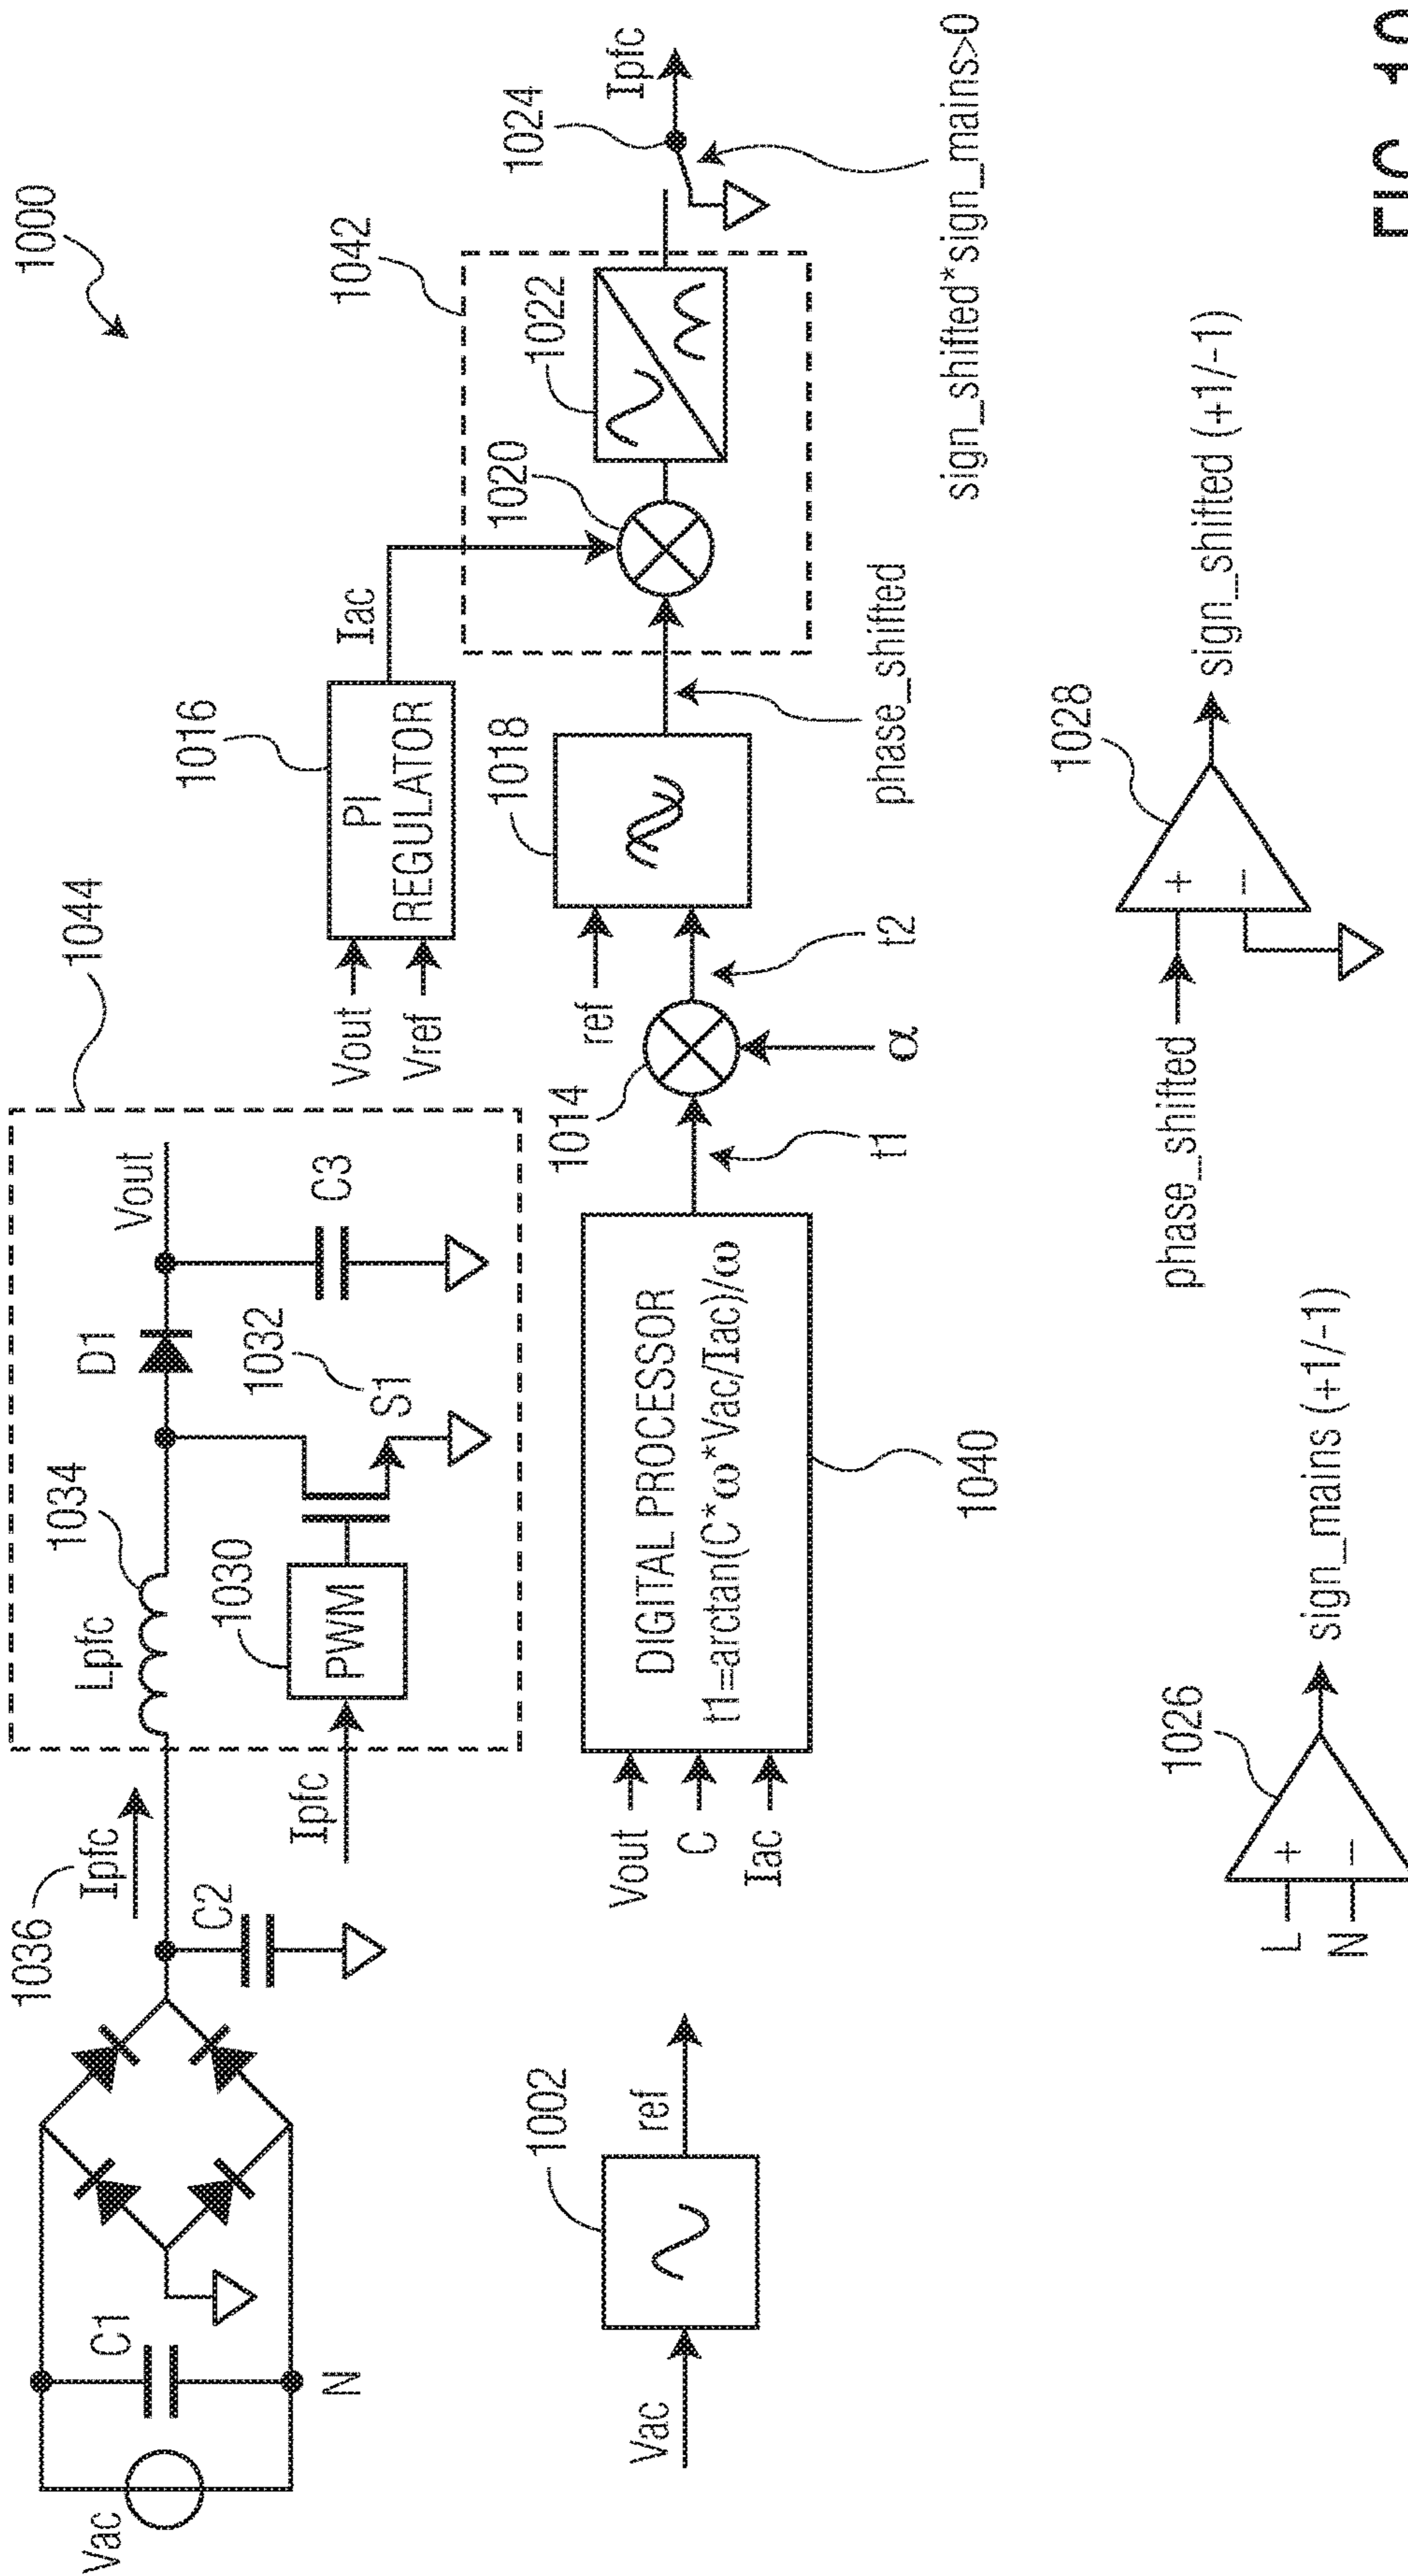 1000
1044
1036
Ipfc
Lpfc
1034
D1
Vout
C3
1032
S1
1030
PWM
Ipfc
C2
C1
Vac
N
1016
PI
REGULATOR
Vout
Vref
Iac
1042
1020
1022
1024
Ipfc
sign_shifted*sign_mains>0
1018
ref
phase_shifted
t2
1014
α
t1
DIGITAL PROCESSOR
t1=arctan(C*ω*Vac/Iac)/ω
1040
Vout
C
Iac
1002
Vac
ref
1026
L
N
+
−
sign_mains (+1/-1)
1028
phase_shifted
+
−
sign_shifted (+1/-1)